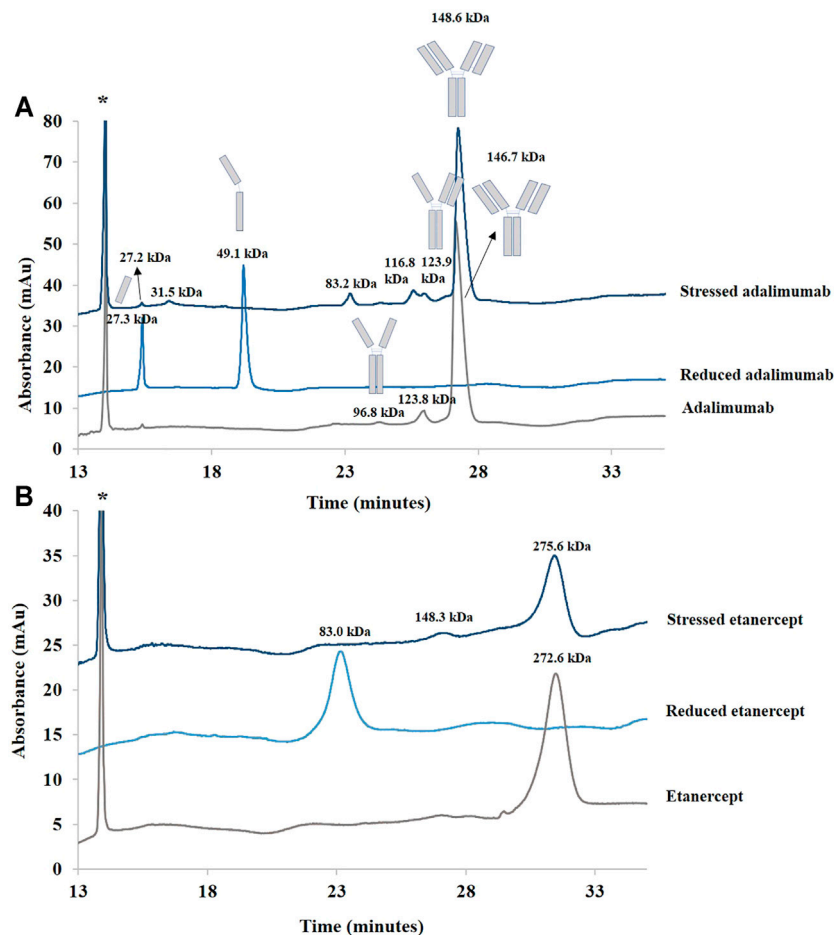 148.6 kDa
A
*
80
146.7 kDa
70
60
49.1 kDa
50
27.2 kDa
31.5 kDa
83.2 kDa
116.8 123.9
kDa kDa
40
Stressed adalimumab
27.3 kDa
30
20
Reduced adalimumab
96.8 kDa
123.8 kDa
10
Adalimumab
0
Absorbance (mAu)
13 18 23 28 33
Time (minutes)
B
*
40
275.6 kDa
35
148.3 kDa
30
Stressed etanercept
83.0 kDa
25
272.6 kDa
20
Reduced etanercept
15
10
Etanercept
5
0
Absorbance (mAu)
13 18 23 28 33
Time (minutes)